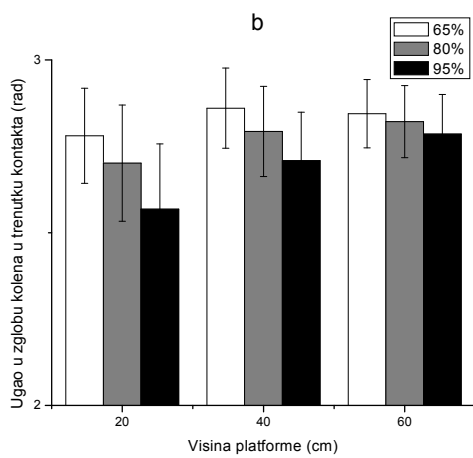 b
65%
80%
95%
Ugao u zglobu kolena u trenutku kontakta (rad)
3
2
20
40
60
Visina platforme (cm)